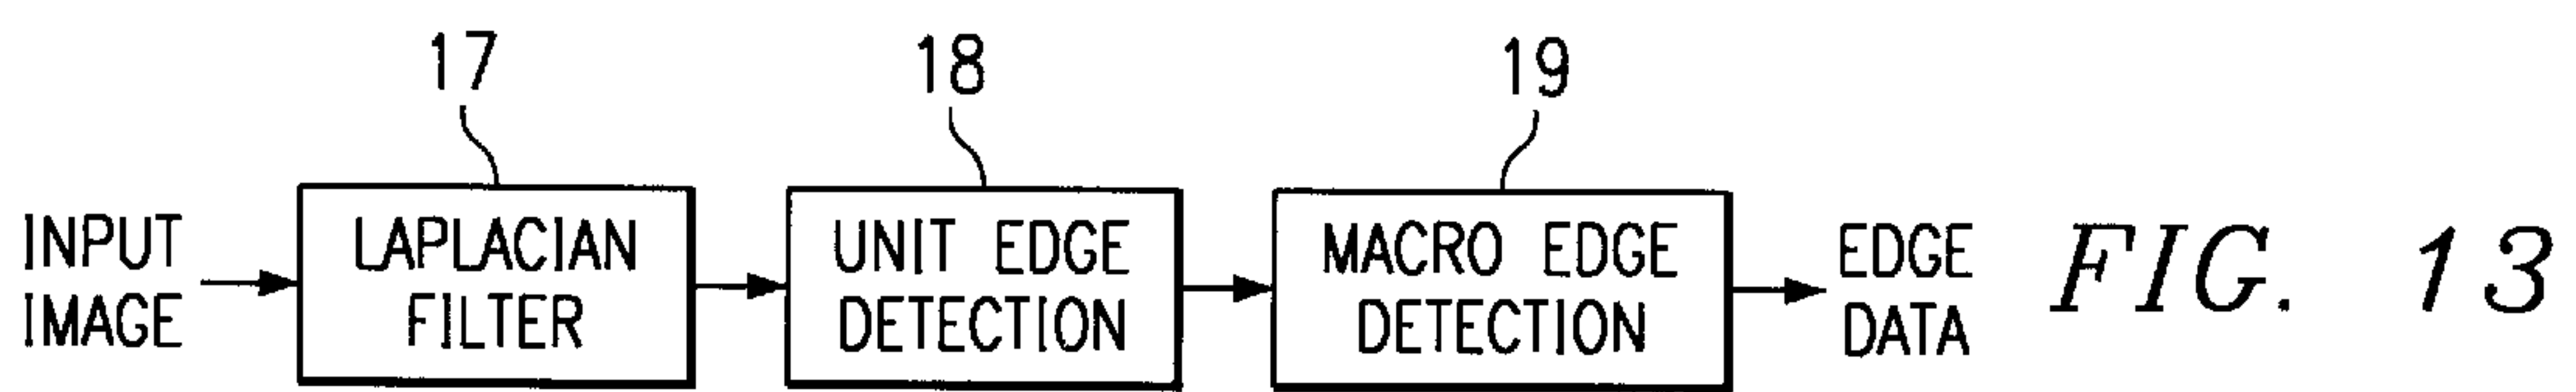 17
18
19
INPUT
IMAGE
LAPLACIAN
FILTER
UNIT EDGE
DETECTION
MACRO EDGE
DETECTION
EDGE
DATA
FIG. 13